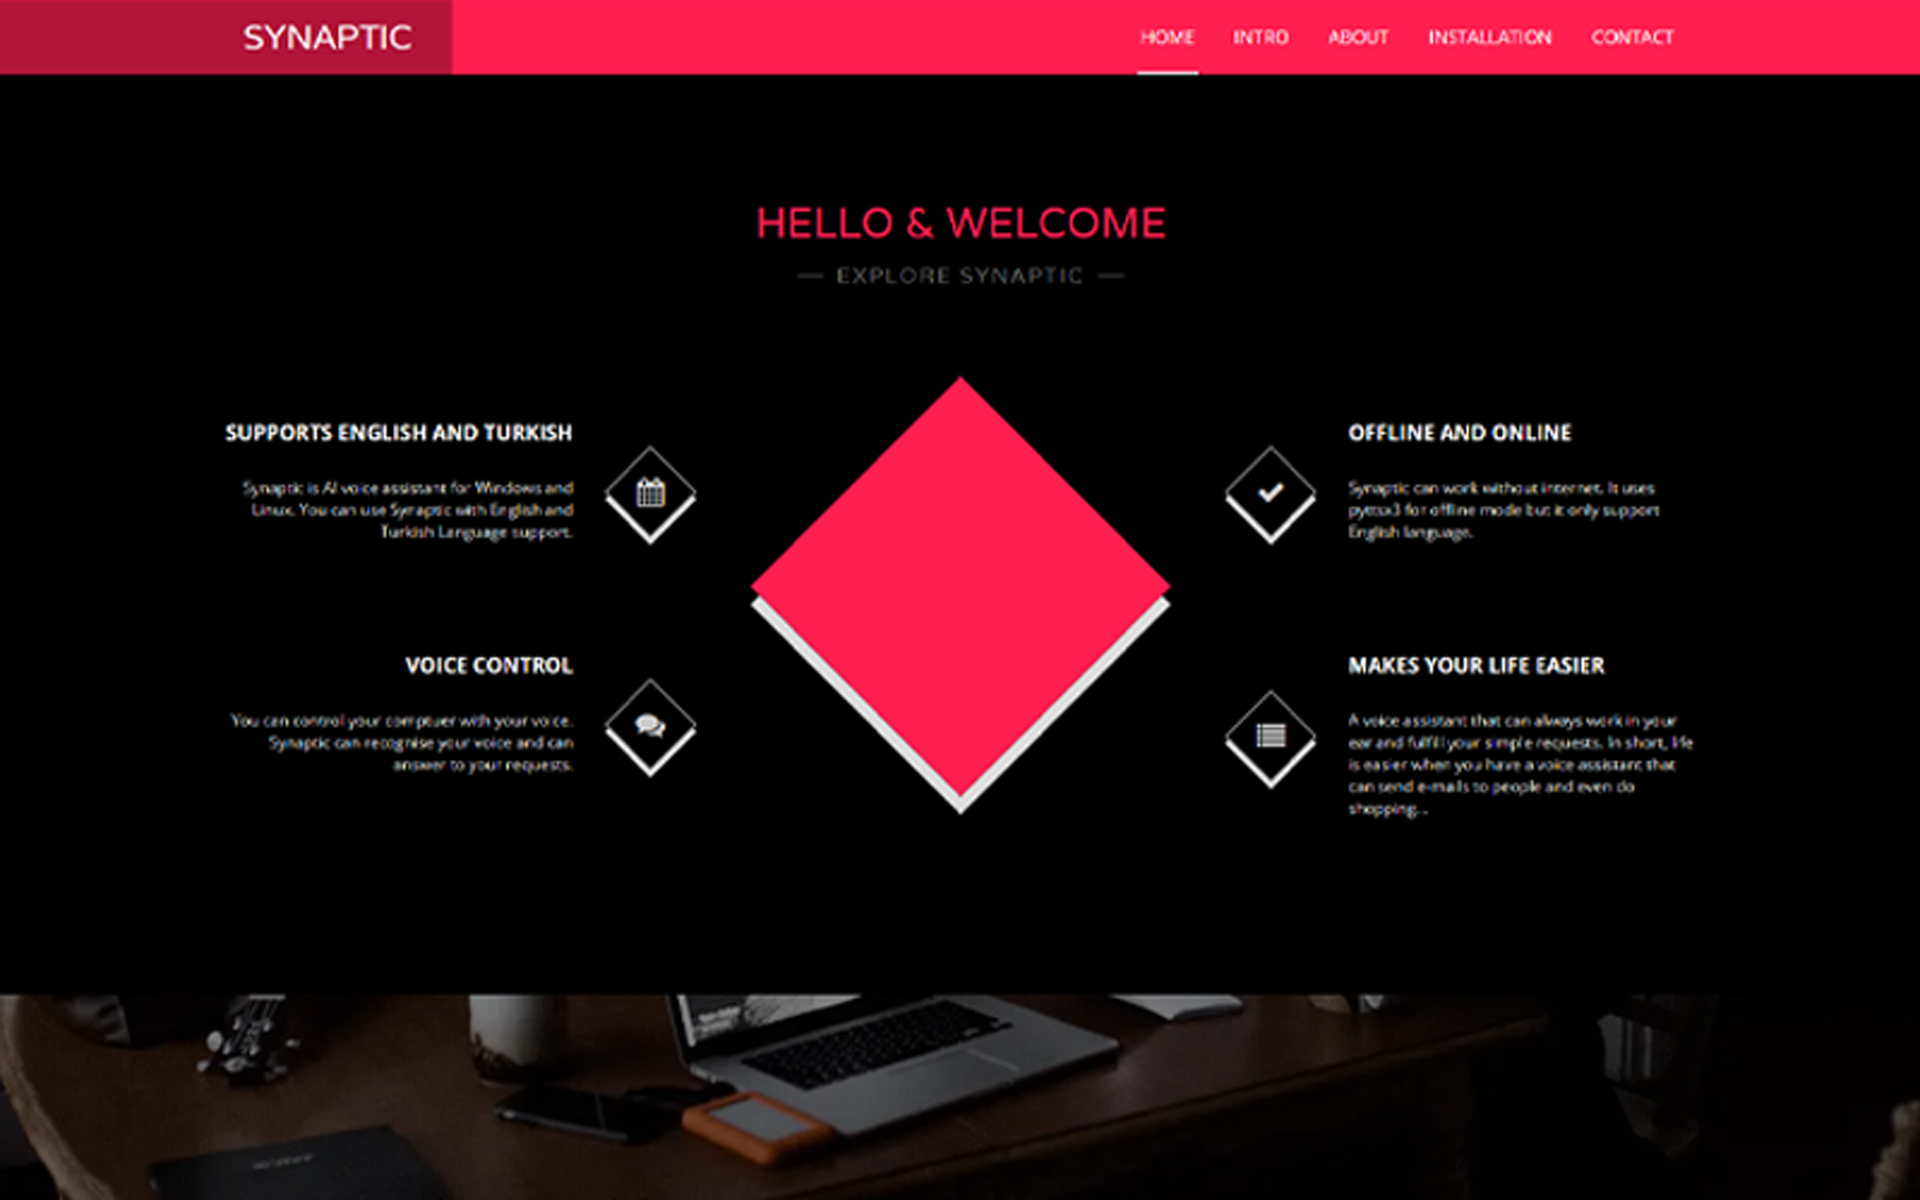 SYNAPTIC
HOME INTRO ABOUT INSTALLATION CONTACT
HELLO & WELCOME
— EXPLORE SYNAPTIC —
SUPPORTS ENGLISH AND TURKISH
Synaptic is AI voice assistant for Windows and
Linux. You can use Synaptic with English and
Turkish Language support.
VOICE CONTROL
You can control your comptuer with your voice.
Synaptic can recognise your voice and can
answer to your requests.
OFFLINE AND ONLINE
Synaptic can work without internet. It uses
pyttsx3 for offline mode but it only support
English language.
MAKES YOUR LIFE EASIER
A voice assistant that can always work in your
ear and fulfill your simple requests. In short, life
is easier when you have a voice assistant that
can send e-mails to people and even do
shopping...